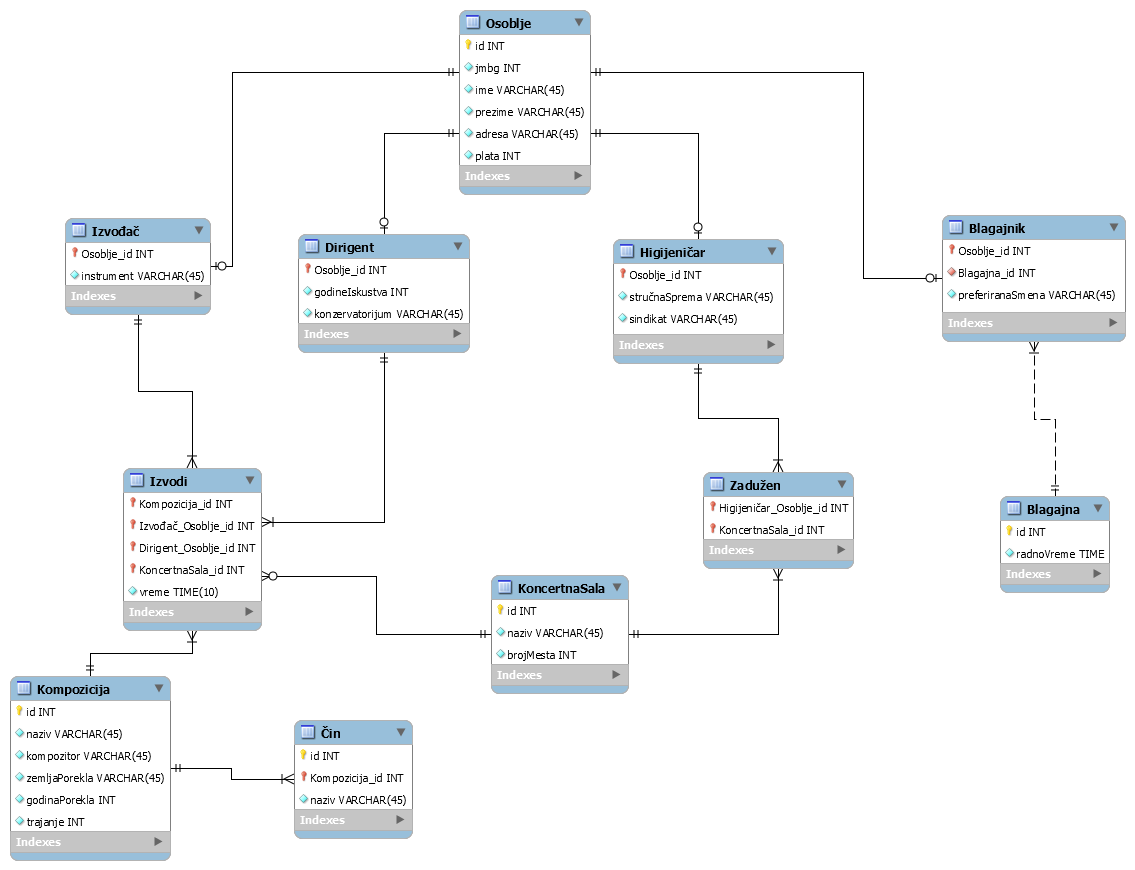 Osoblje
id INT
jmbg INT
ime VARCHAR(45)
prezime VARCHAR(45)
adresa VARCHAR(45)
plata INT
Indexes
Izvođač
Osoblje_id INT
instrument VARCHAR(45)
Indexes
Dirigent
Osoblje_id INT
godineIskustva INT
konzervatorijum VARCHAR(45)
Indexes
Higijeničar
Osoblje_id INT
stručnaSprema VARCHAR(45)
sindikat VARCHAR(45)
Indexes
Blagajnik
Osoblje_id INT
Blagajna_id INT
preferiranaSmena VARCHAR(45)
Indexes
Izvodi
Kompozicija_id INT
Izvođač_Osoblje_id INT
Dirigent_Osoblje_id INT
KoncertnaSala_id INT
vreme TIME(10)
Indexes
Zadužen
Higijeničar_Osoblje_id INT
KoncertnaSala_id INT
Indexes
Blagajna
id INT
radnoVreme TIME
Indexes
KoncertnaSala
id INT
naziv VARCHAR(45)
brojMesta INT
Indexes
Kompozicija
id INT
naziv VARCHAR(45)
kompozitor VARCHAR(45)
zemljaPorekla VARCHAR(45)
godinaPorekla INT
trajanje INT
Indexes
Čin
id INT
Kompozicija_id INT
naziv VARCHAR(45)
Indexes